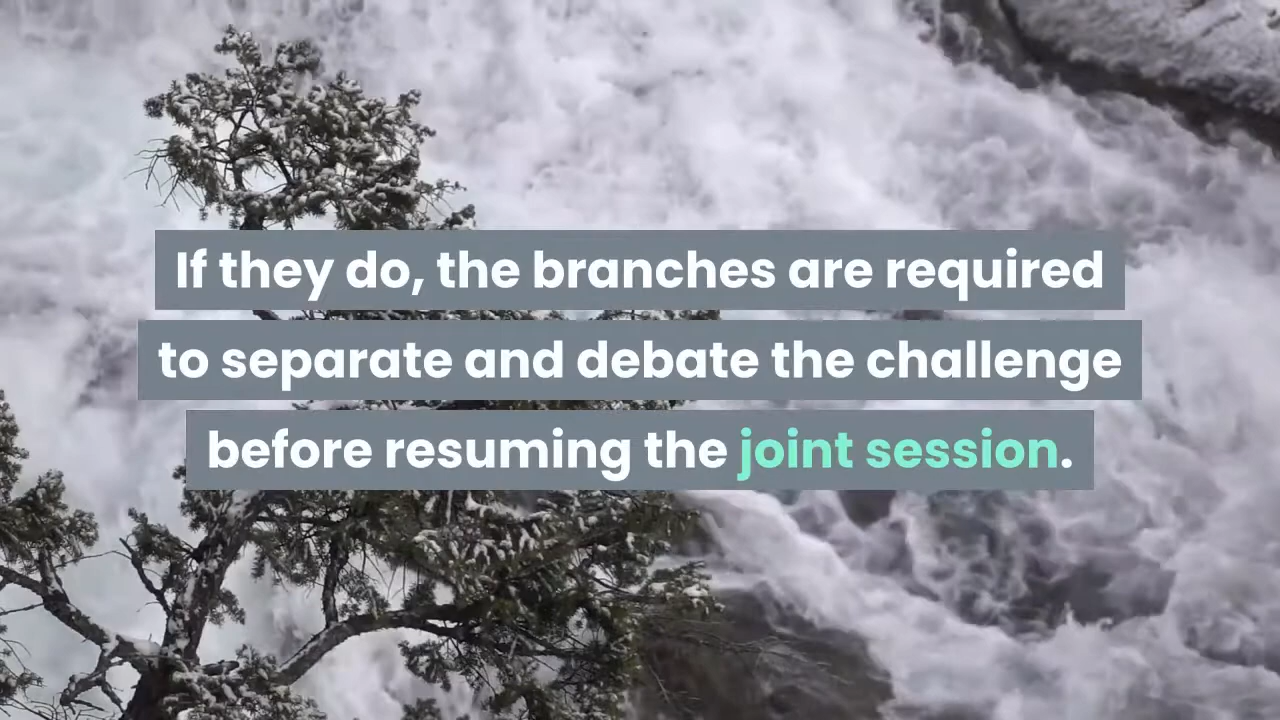 If they do, the branches are required
to separate and debate the challenge
before resuming the joint session.